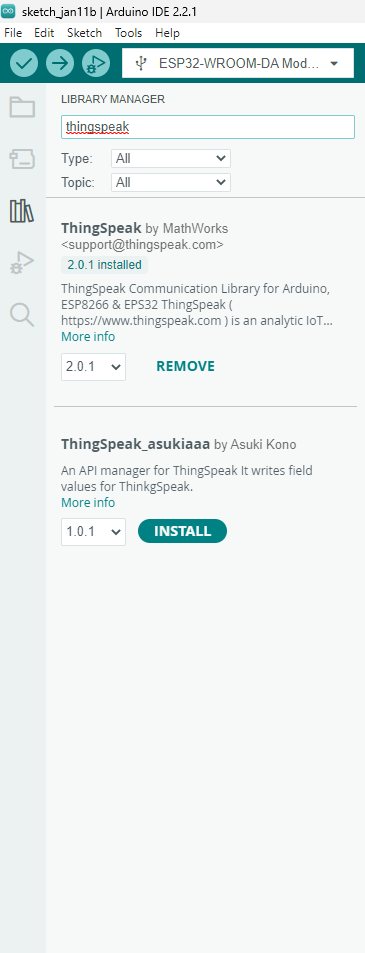 sketch_jan11b | Arduino IDE 2.2.1
File Edit Sketch Tools Help
ESP32-WROOM-DA Mod...
LIBRARY MANAGER
thingspeak
Type: All
Topic: All
ThingSpeak by MathWorks
<support@thingspeak.com>
2.0.1 installed
ThingSpeak Communication Library for Arduino,
ESP8266 & EPS32 ThingSpeak (
https://www.thingspeak.com ) is an analytic IoT...
More info
2.0.1 REMOVE
ThingSpeak_asukiaaa by Asuki Kono
An API manager for ThingSpeak It writes field
values for ThinkgSpeak.
More info
1.0.1 INSTALL